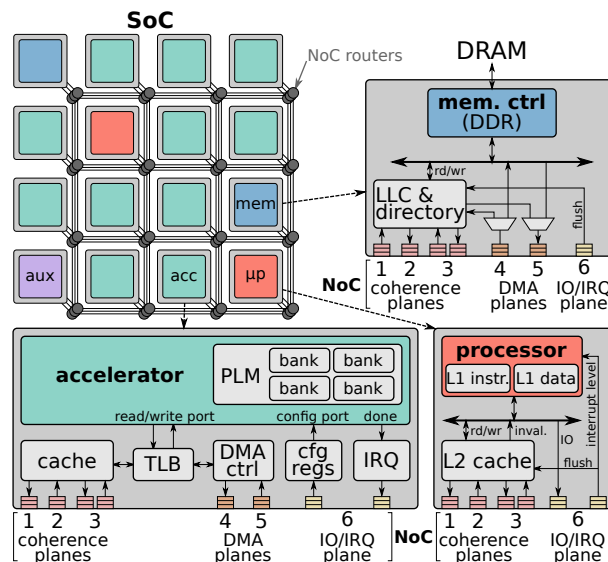 SoC
NoC routers
mem
aux
acc
μp
DRAM
mem. ctrl
(DDR)
rd/wr
LLC &
directory
flush
1 2 3 4 5 6
NoC
coherence
planes
DMA
planes
IO/IRQ
plane
accelerator
PLM
bank bank
bank bank
read/write port
config port
done
cache
TLB
DMA
ctrl
cfg
regs
IRQ
1 2 3 4 5 6
coherence
planes
DMA
planes
IO/IRQ
plane
NoC
processor
L1 instr.
L1 data
interrupt level
rd/wr
inval.
IO
L2 cache
flush
1 2 3 6
coherence
planes
IO/IRQ
plane